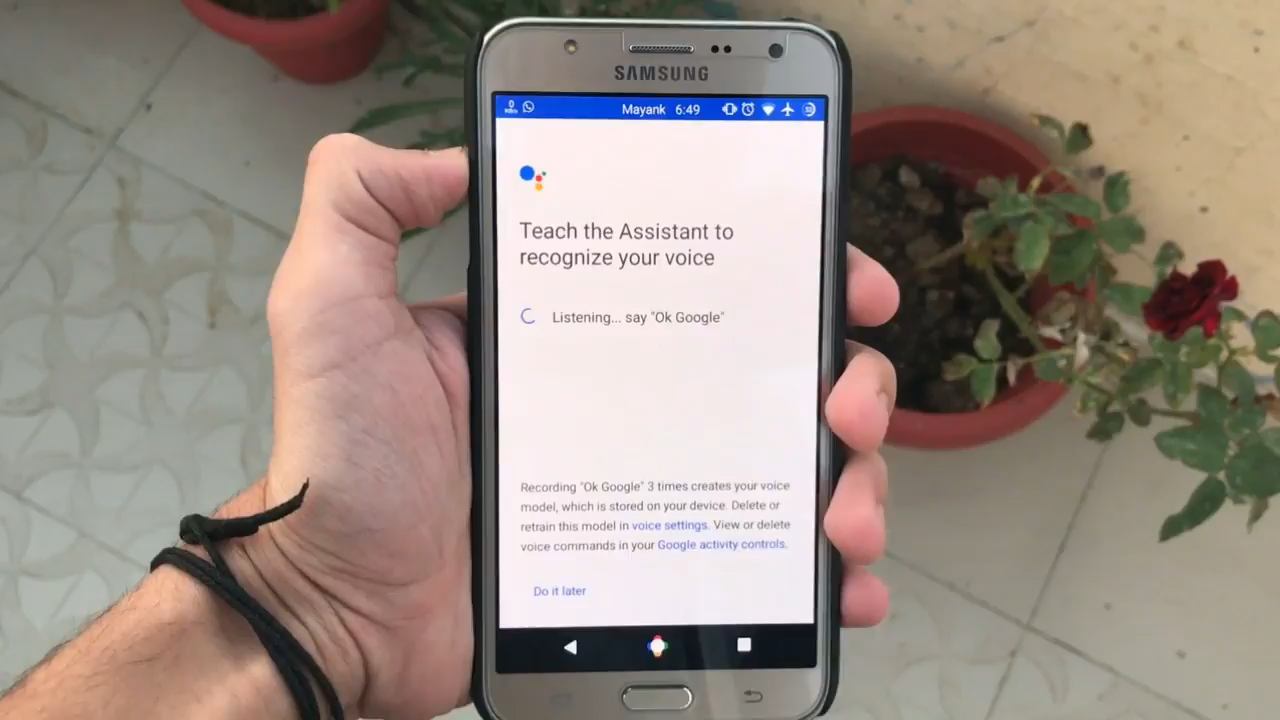 SAMSUNG
Mayank 6:49
Teach the Assistant to
recognize your voice
Listening... say "Ok Google"
Recording "Ok Google" 3 times creates your voice
model, which is stored on your device. Delete or
retrain this model in voice settings. View or delete
voice commands in your Google activity controls.
Do it later